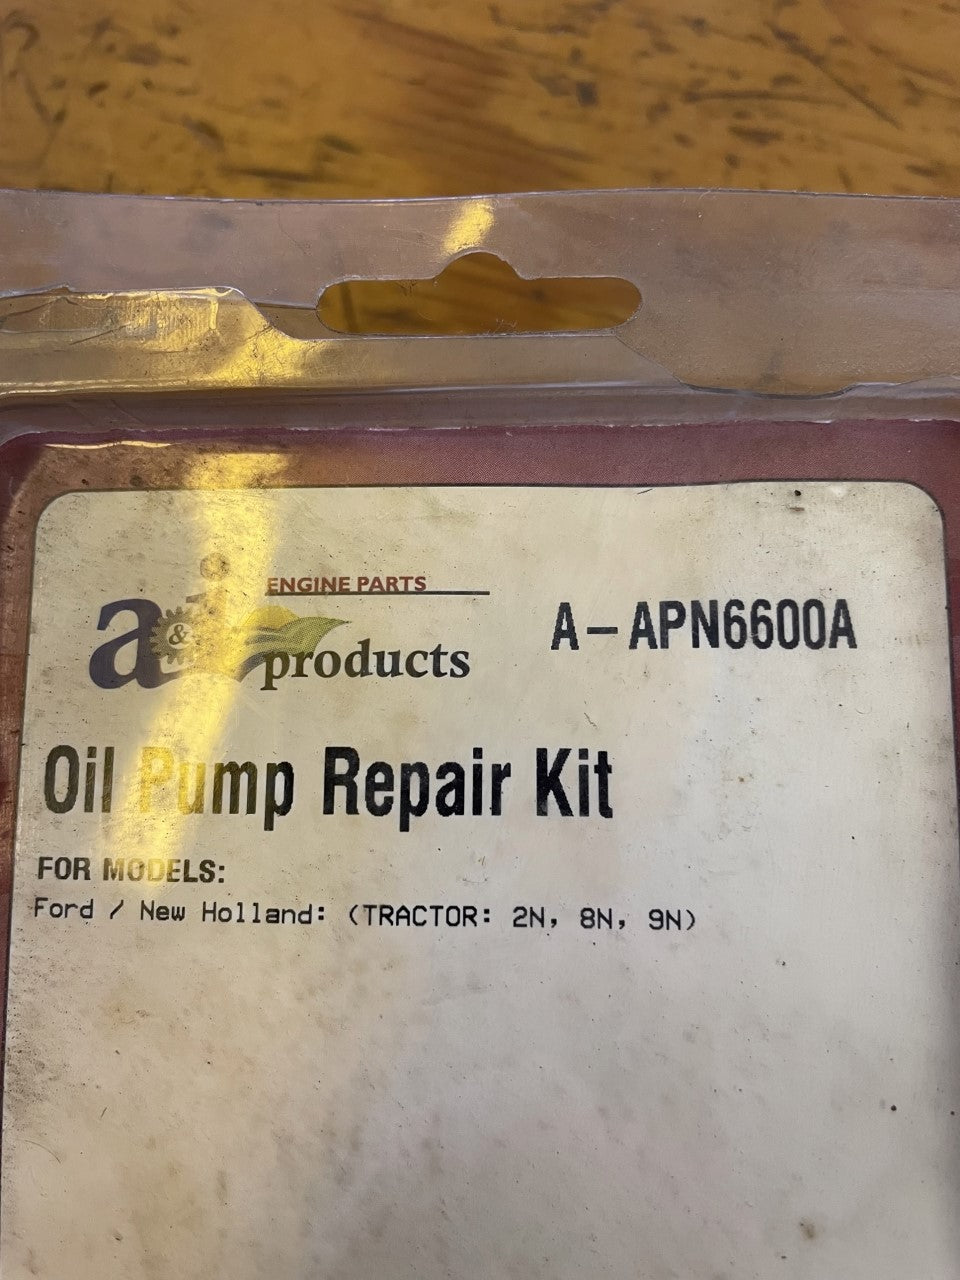 ENGINE PARTS
a&i products
A-APN6600A
Oil Pump Repair Kit
FOR MODELS:
Ford / New Holland: (TRACTOR: 2N, 8N, 9N)